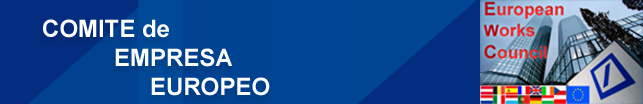 COMITE de
EMPRESA
EUROPEO
European
Works
Council